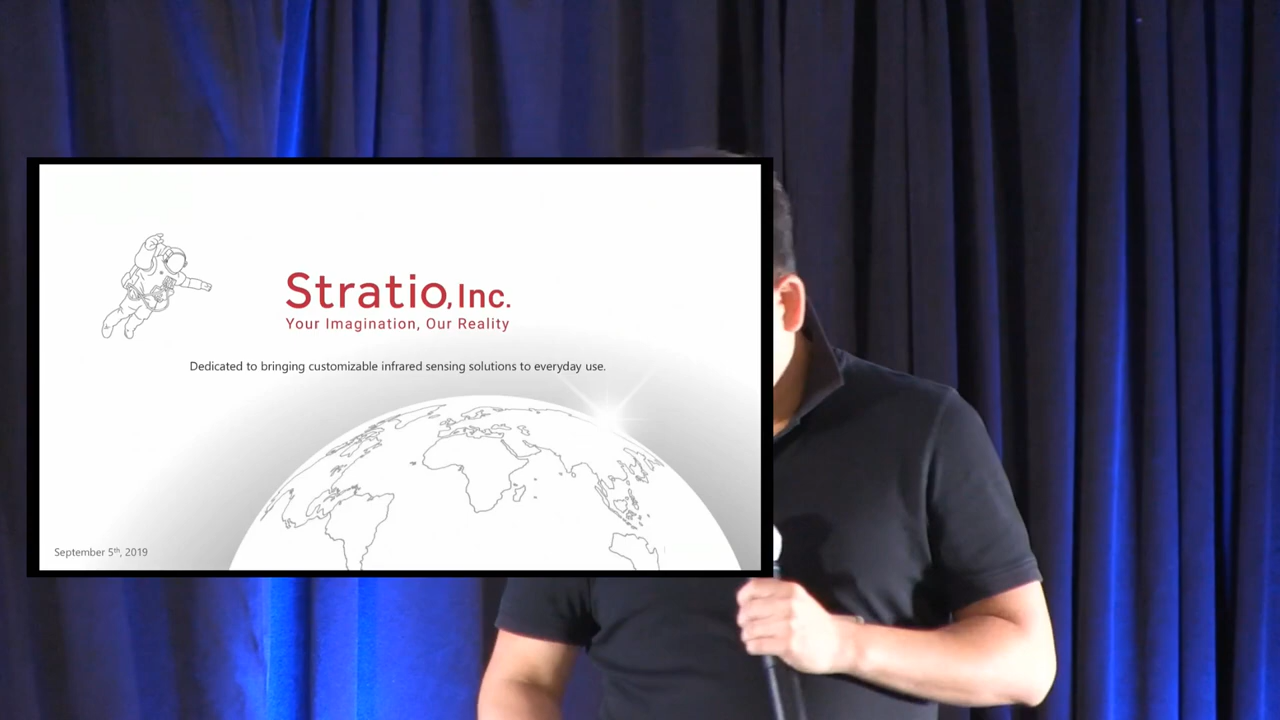 Stratio, Inc.
Your Imagination, Our Reality
Dedicated to bringing customizable infrared sensing solutions to everyday use.
September 5th, 2019